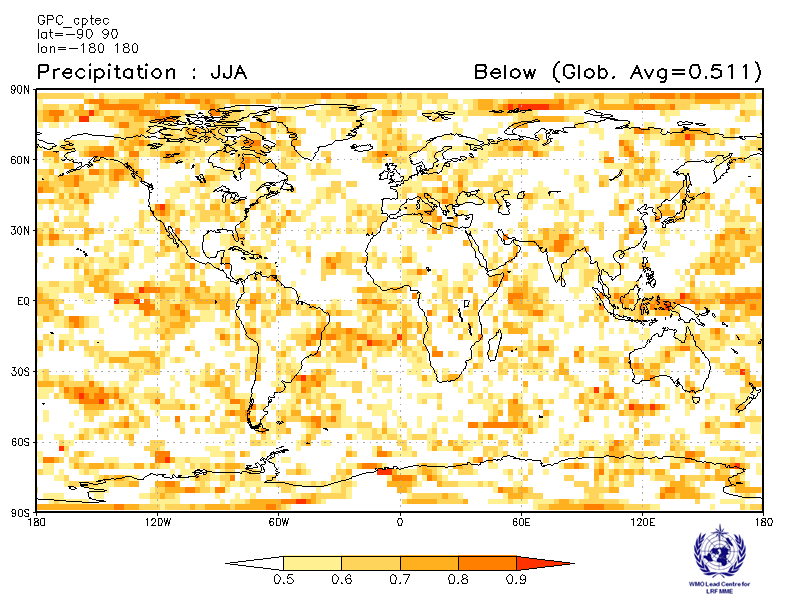 GPC_cptec
lat=-90 90
lon=-180 180
Precipitation : JJA
Below (Glob. Avg=0.511)
90N
60N
30N
EQ
30S
60S
90S
180 120W 60W 0 60E 120E 180
0.5 0.6 0.7 0.8 0.9
WMO Lead Centre for
LRF MME